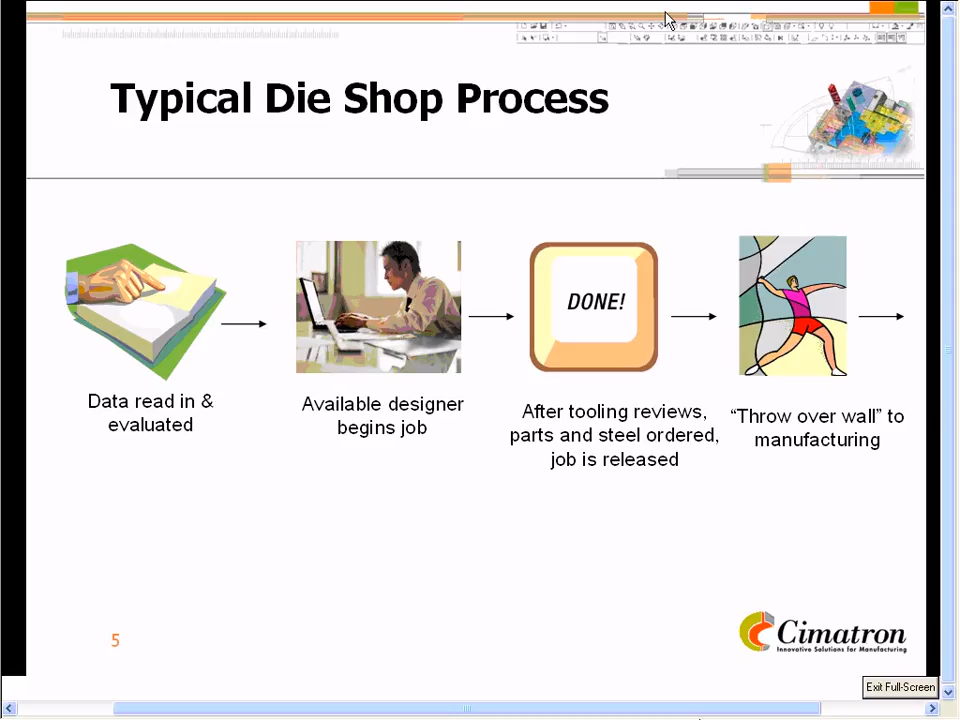 Typical Die Shop Process
DONE!
Data read in &
evaluated
Available designer
begins job
After tooling reviews,
parts and steel ordered,
job is released
“Throw over wall” to
manufacturing
5
Cimatron
Innovative Solutions for Manufacturing
Exit Full-Screen